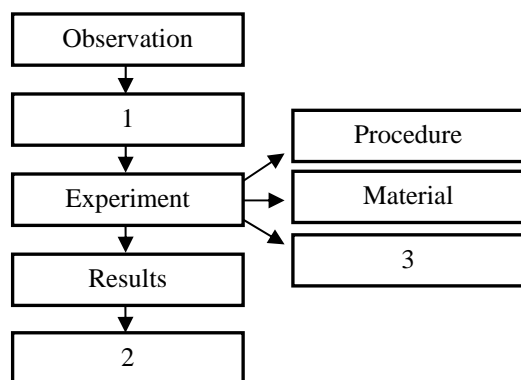 Observation
1
Procedure
Experiment
Material
3
Results
2